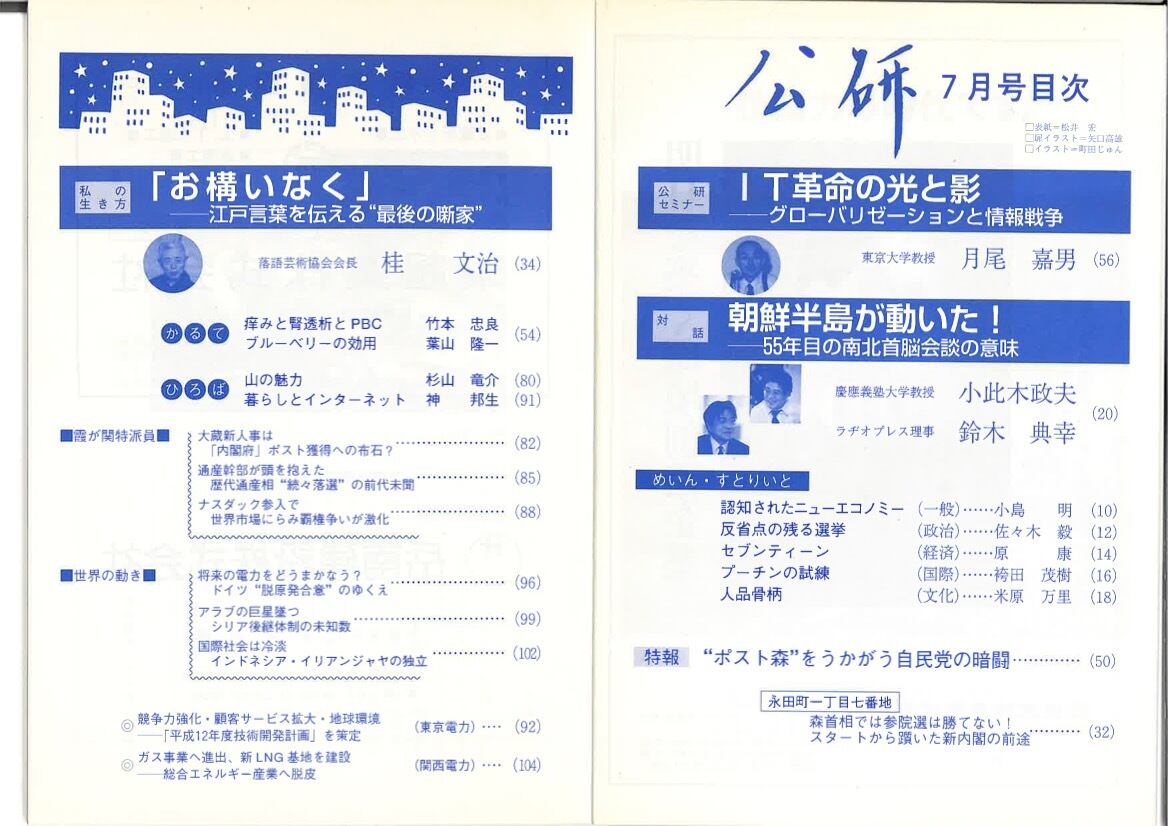 公研 7月号目次
□表紙=松井　宏
□扉イラスト=矢口高雄
□イラスト=町田じゅん
公研
セミナー
IT革命の光と影
──グローバリゼーションと情報戦争
東京大学教授　月尾　嘉男　(56)
対話
朝鮮半島が動いた!
──55年目の南北首脳会談の意味
慶應義塾大学教授　小此木政夫
ラヂオプレス理事　鈴木　典幸
(20)
めいん・すとりいと
認知されたニューエコノミー　(一般)……小島　明　(10)
反省点の残る選挙　(政治)……佐々木　毅　(12)
セブンティーン　(経済)……原　康　(14)
プーチンの試練　(国際)……袴田　茂樹　(16)
人品骨柄　(文化)……米原　万里　(18)
特報　“ポスト森”をうかがう自民党の暗闘…………(50)
永田町一丁目七番地
森首相では参院選は勝てない!
スタートから躓いた新内閣の前途…………(32)
私の
生き方
「お構いなく」
──江戸言葉を伝える“最後の噺家”
落語芸術協会会長　桂　文治　(34)
かるて
痒みと腎透析とPBC　竹本　忠良
ブルーベリーの効用　葉山　隆一
(54)
ひろば
山の魅力　杉山　竜介　(80)
暮らしとインターネット　神　邦生　(91)
■霞が関特派員■
大蔵新人事は
「内閣府」ポスト獲得への布石?…………(82)
通産幹部が頭を抱えた
歴代通産相“続々落選”の前代未聞…………(85)
ナスダック参入で
世界市場にらみ覇権争いが激化…………(88)
■世界の動き■
将来の電力をどうまかなう?
ドイツ“脱原発合意”のゆくえ…………(96)
アラブの巨星墜つ
シリア後継体制の未知数…………(99)
国際社会は冷淡
インドネシア・イリアンジャヤの独立…………(102)
◎競争力強化・顧客サービス拡大・地球環境
──「平成12年度技術開発計画」を策定　(東京電力)‥‥(92)
◎ガス事業へ進出、新LNG基地を建設
──総合エネルギー産業へ脱皮　(関西電力)‥‥(104)